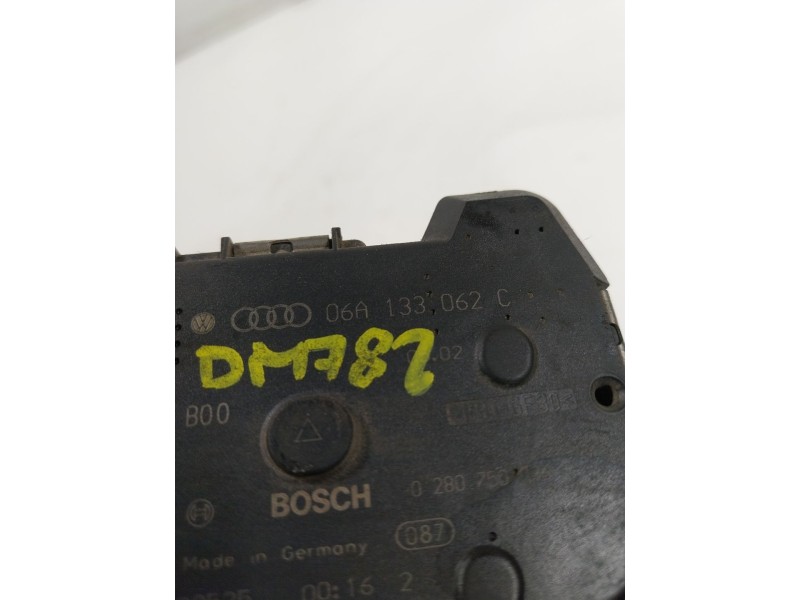 06A 133 062 C
DM782
B00
BOSCH
0 280 750
Made in Germany
087
00:16 2